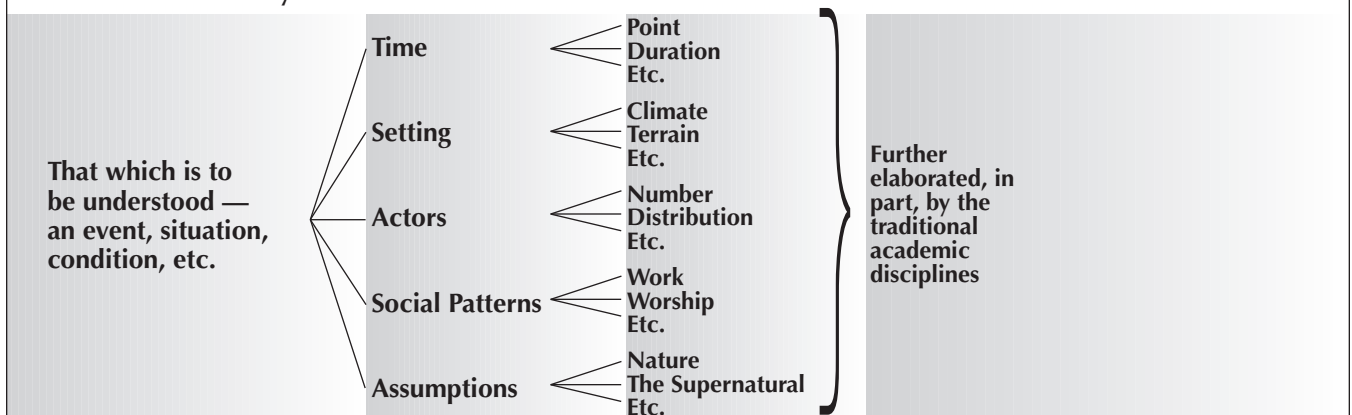 That which is to
be understood —
an event, situation,
condition, etc.
Time
Point
Duration
Etc.
Setting
Climate
Terrain
Etc.
Actors
Number
Distribution
Etc.
Social Patterns
Work
Worship
Etc.
Assumptions
Nature
The Supernatural
Etc.
Further
elaborated, in
part, by the
traditional
academic
disciplines